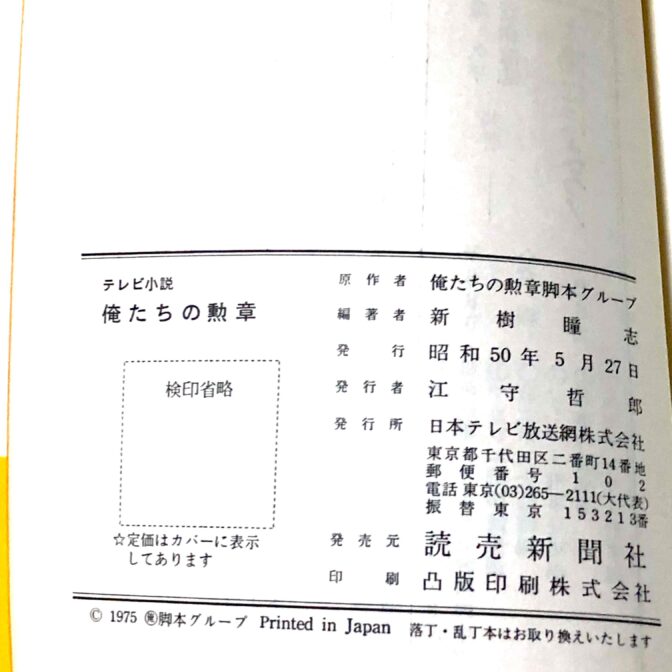 テレビ小説
俺たちの勲章
検印省略
☆定価はカバーに表示
してあります
原作者 俺たちの勲章脚本グループ
編著者 新樹瞳志
発行 昭和50年5月27日
発行者 江守哲郎
発行所 日本テレビ放送網株式会社
東京都千代田区二番町14番地
郵便番号 102
電話 東京(03)265-2111(大代表)
振替東京 153213番
発売元 読売新聞社
印刷 凸版印刷株式会社
© 1975 ㊙脚本グループ Printed in Japan 落丁・乱丁本はお取り換えいたします